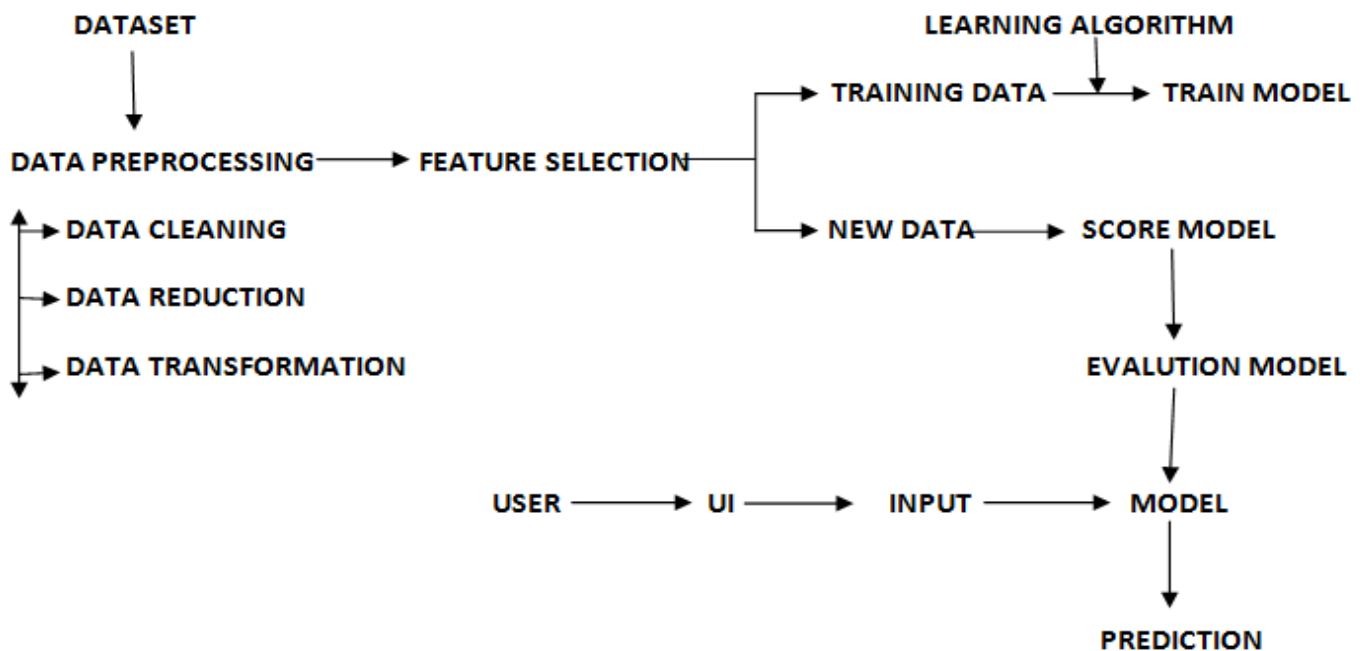 DATASET
LEARNING ALGORITHM
TRAINING DATA
TRAIN MODEL
DATA PREPROCESSING
FEATURE SELECTION
DATA CLEANING
NEW DATA
SCORE MODEL
DATA REDUCTION
DATA TRANSFORMATION
EVALUTION MODEL
USER
UI
INPUT
MODEL
PREDICTION